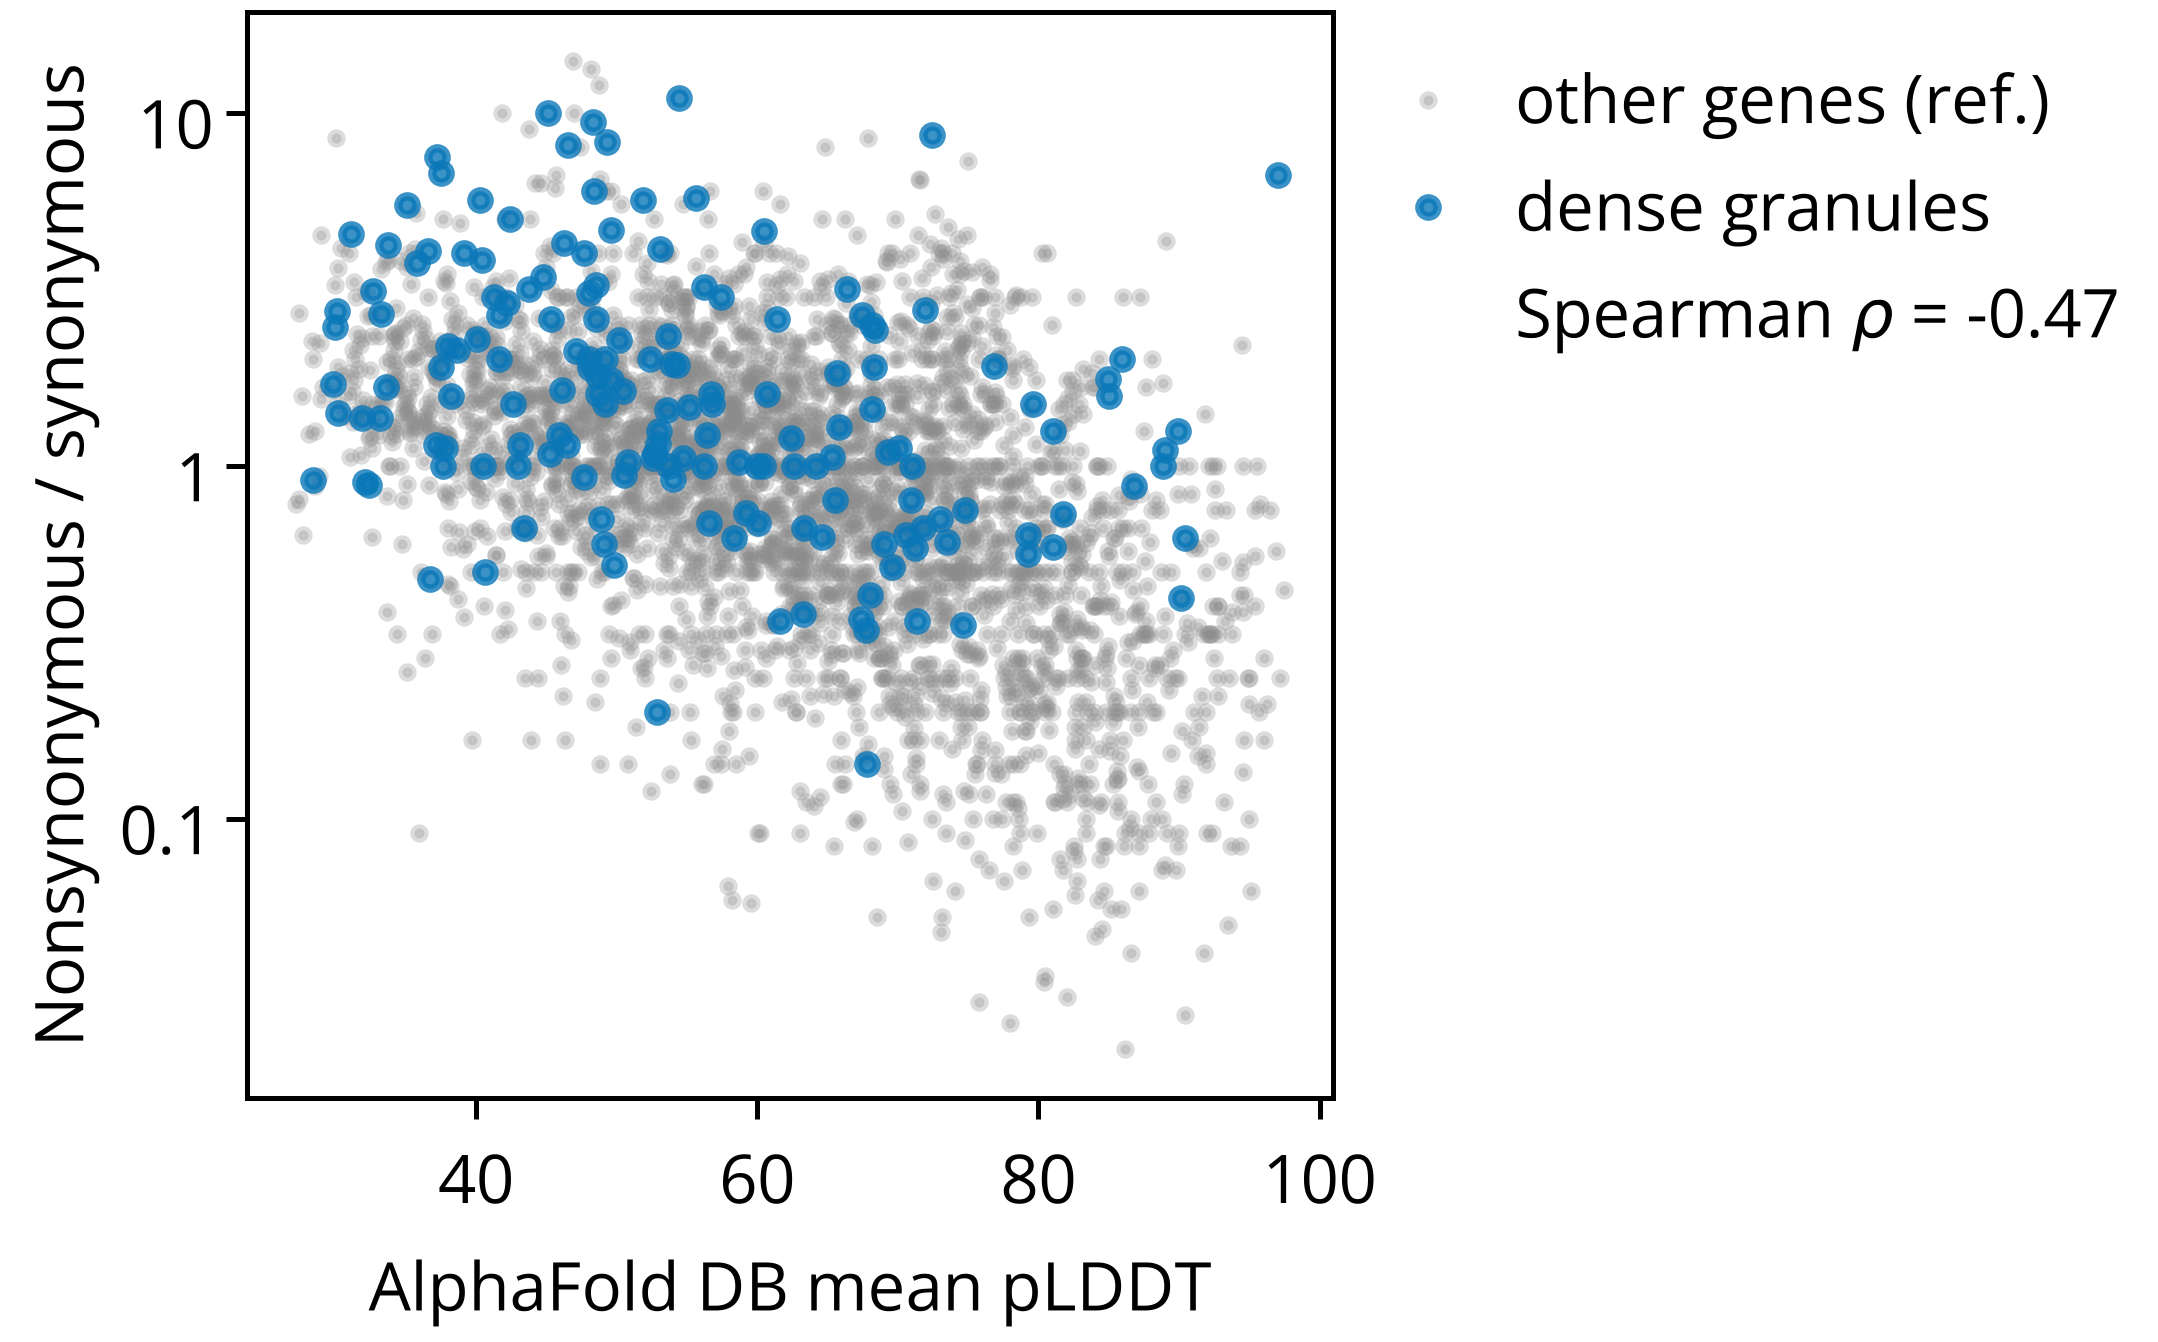 Nonsynonymous / synonymous
10
1
0.1
40 60 80 100
AlphaFold DB mean pLDDT
other genes (ref.)
dense granules
Spearman ρ = -0.47